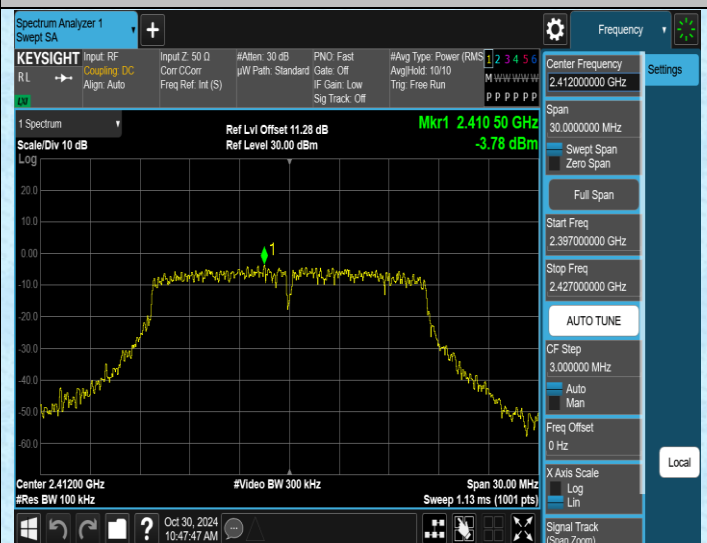 Spectrum Analyzer 1
Swept SA
+
Frequency
KEYSIGHT
RL
LXI
Input: RF
Coupling: DC
Align: Auto
Input Z: 50 Ω
Corr CCorr
Freq Ref: Int (S)
#Atten: 30 dB
µW Path: Standard
PNO: Fast
Gate: Off
IF Gain: Low
Sig Track: Off
#Avg Type: Power (RMS
Avg|Hold: 10/10
Trig: Free Run
1 2 3 4 5 6
M W W W W W
P P P P P P
Center Frequency
2.412000000 GHz
Settings
Span
30.0000000 MHz
Swept Span
Zero Span
Full Span
Start Freq
2.397000000 GHz
Stop Freq
2.427000000 GHz
AUTO TUNE
CF Step
3.000000 MHz
Auto
Man
Freq Offset
0 Hz
X Axis Scale
Log
Lin
Signal Track
(Span Zoom)
Local
1 Spectrum
Scale/Div 10 dB
Log
Ref Lvl Offset 11.28 dB
Ref Level 30.00 dBm
Mkr1 2.410 50 GHz
-3.78 dBm
20.0
10.0
0.00
-10.0
-20.0
-30.0
-40.0
-50.0
-60.0
1
Center 2.41200 GHz
#Res BW 100 kHz
#Video BW 300 kHz
Span 30.00 MHz
Sweep 1.13 ms (1001 pts)
?
Oct 30, 2024
10:47:47 AM